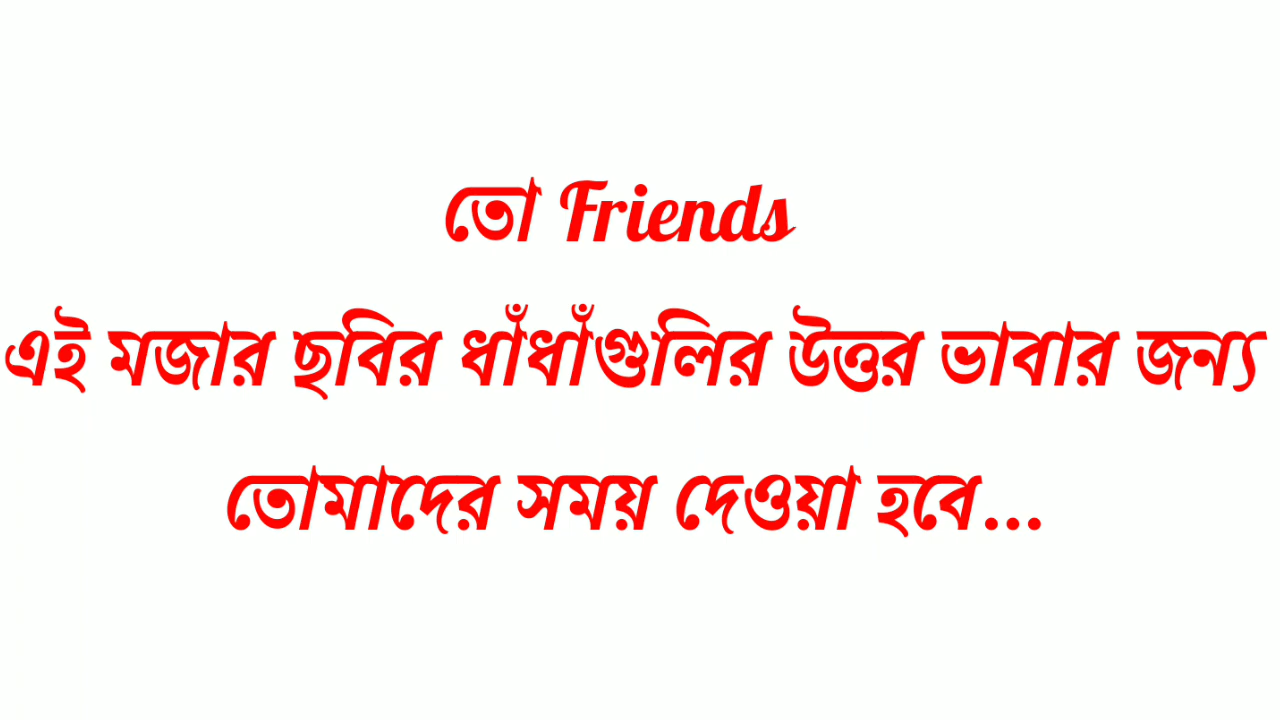 তো Friends
এই মজার ছবির ধাঁধাঁগুলির উত্তর ভাবার জন্য
তোমাদের সময় দেওয়া হবে...